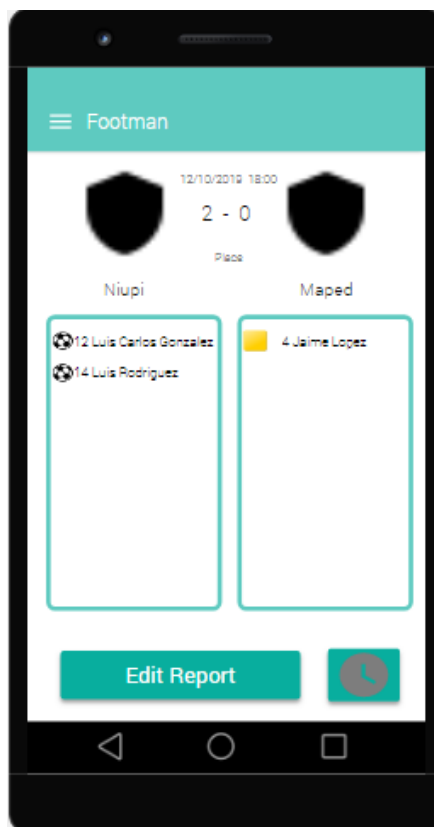 Footman
12/10/2019 18:00
2 - 0
Place
Niupi Maped
12 Luis Carlos Gonzalez
14 Luis Rodriguez
4 Jaime Lopez
Edit Report